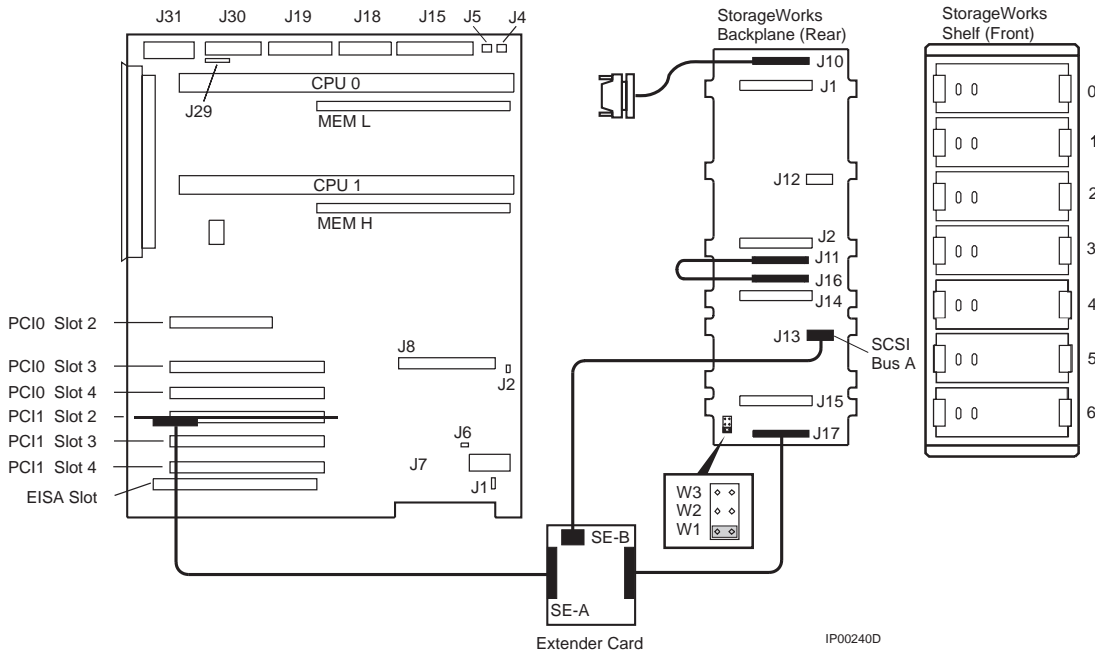 J31 J30 J19 J18 J15 J5 J4
CPU 0
J29
MEM L
CPU 1
MEM H
PCI0 Slot 2
PCI0 Slot 3
PCI0 Slot 4
PCI1 Slot 2
PCI1 Slot 3
PCI1 Slot 4
EISA Slot
J8
J2
J6
J7
J1
StorageWorks
Backplane (Rear)
J10
J1
J12
J2
J11
J16
J14
J13
SCSI
Bus A
J15
J17
W3
W2
W1
SE-B
SE-A
Extender Card
StorageWorks
Shelf (Front)
0
1
2
3
4
5
6
IP00240D